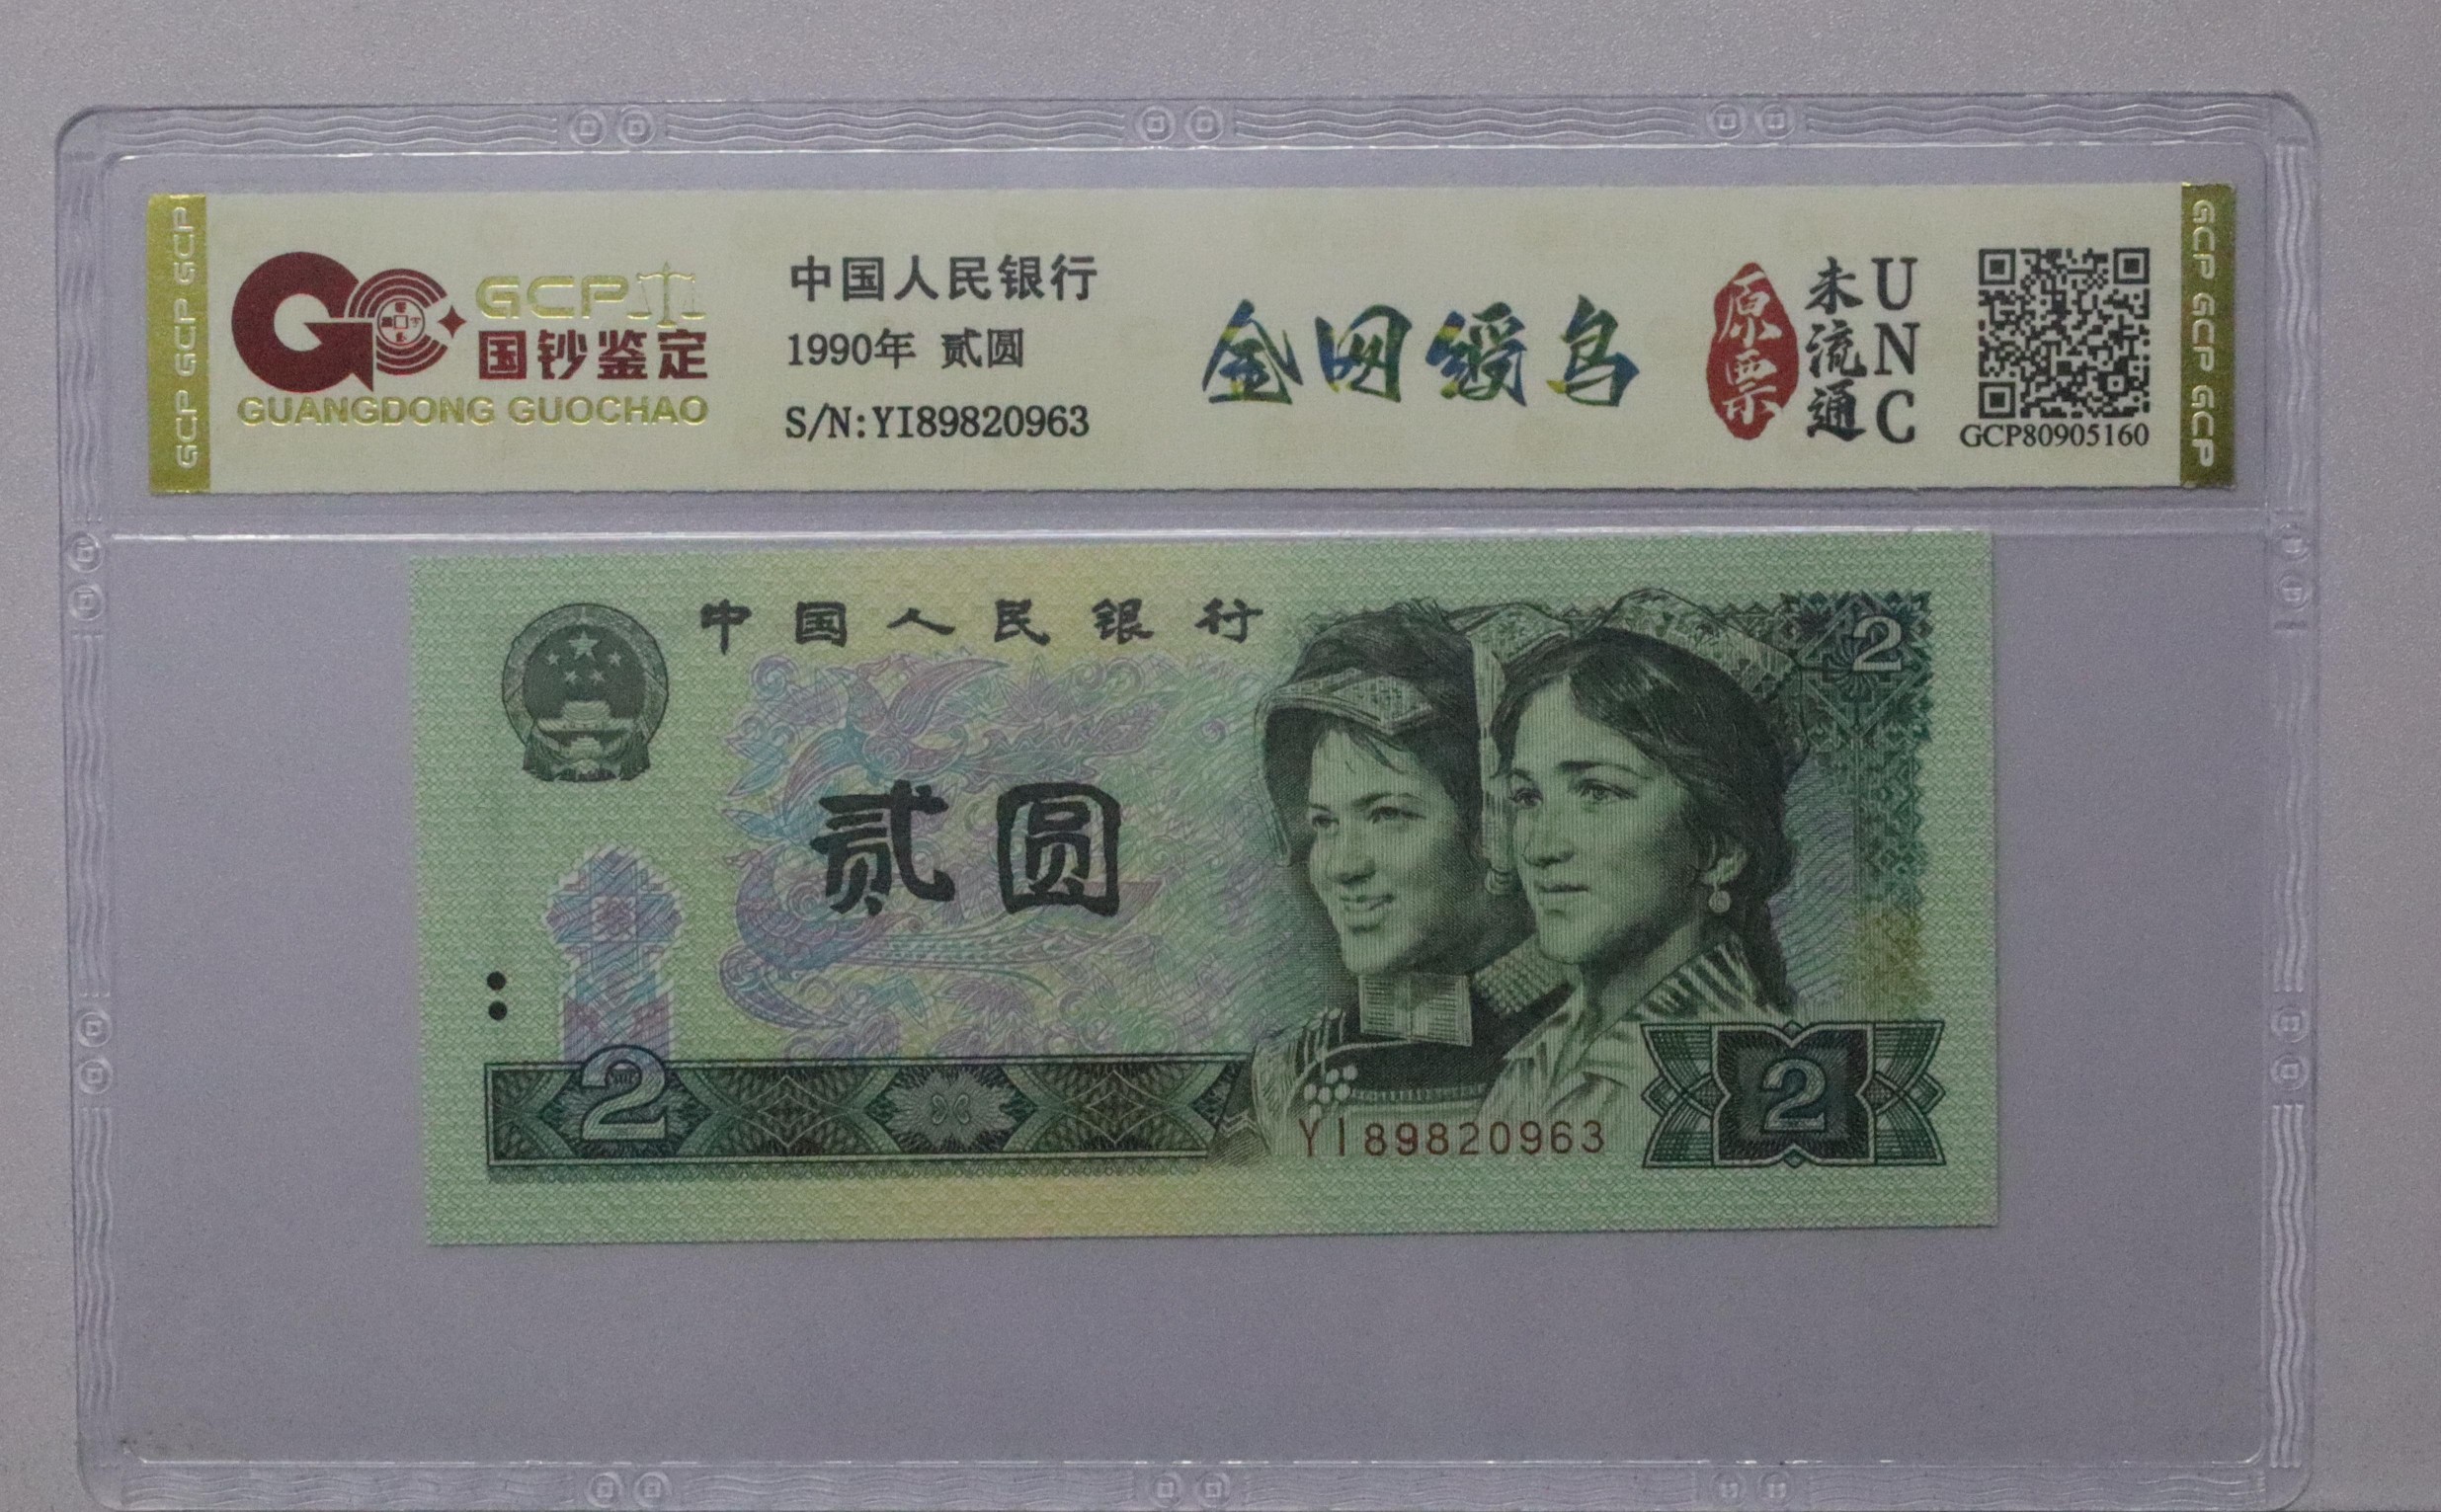 GCP GCP GCP
GCP
国钞鉴定
GUANGDONG GUOCHAO
中国人民银行
1990年 贰圆
S/N:YI89820963
金网绶鸟
原票
未流通
UNC
GCP80905160
GCP GCP GCP
中国人民银行
2
贰圆
2
YI89820963
2